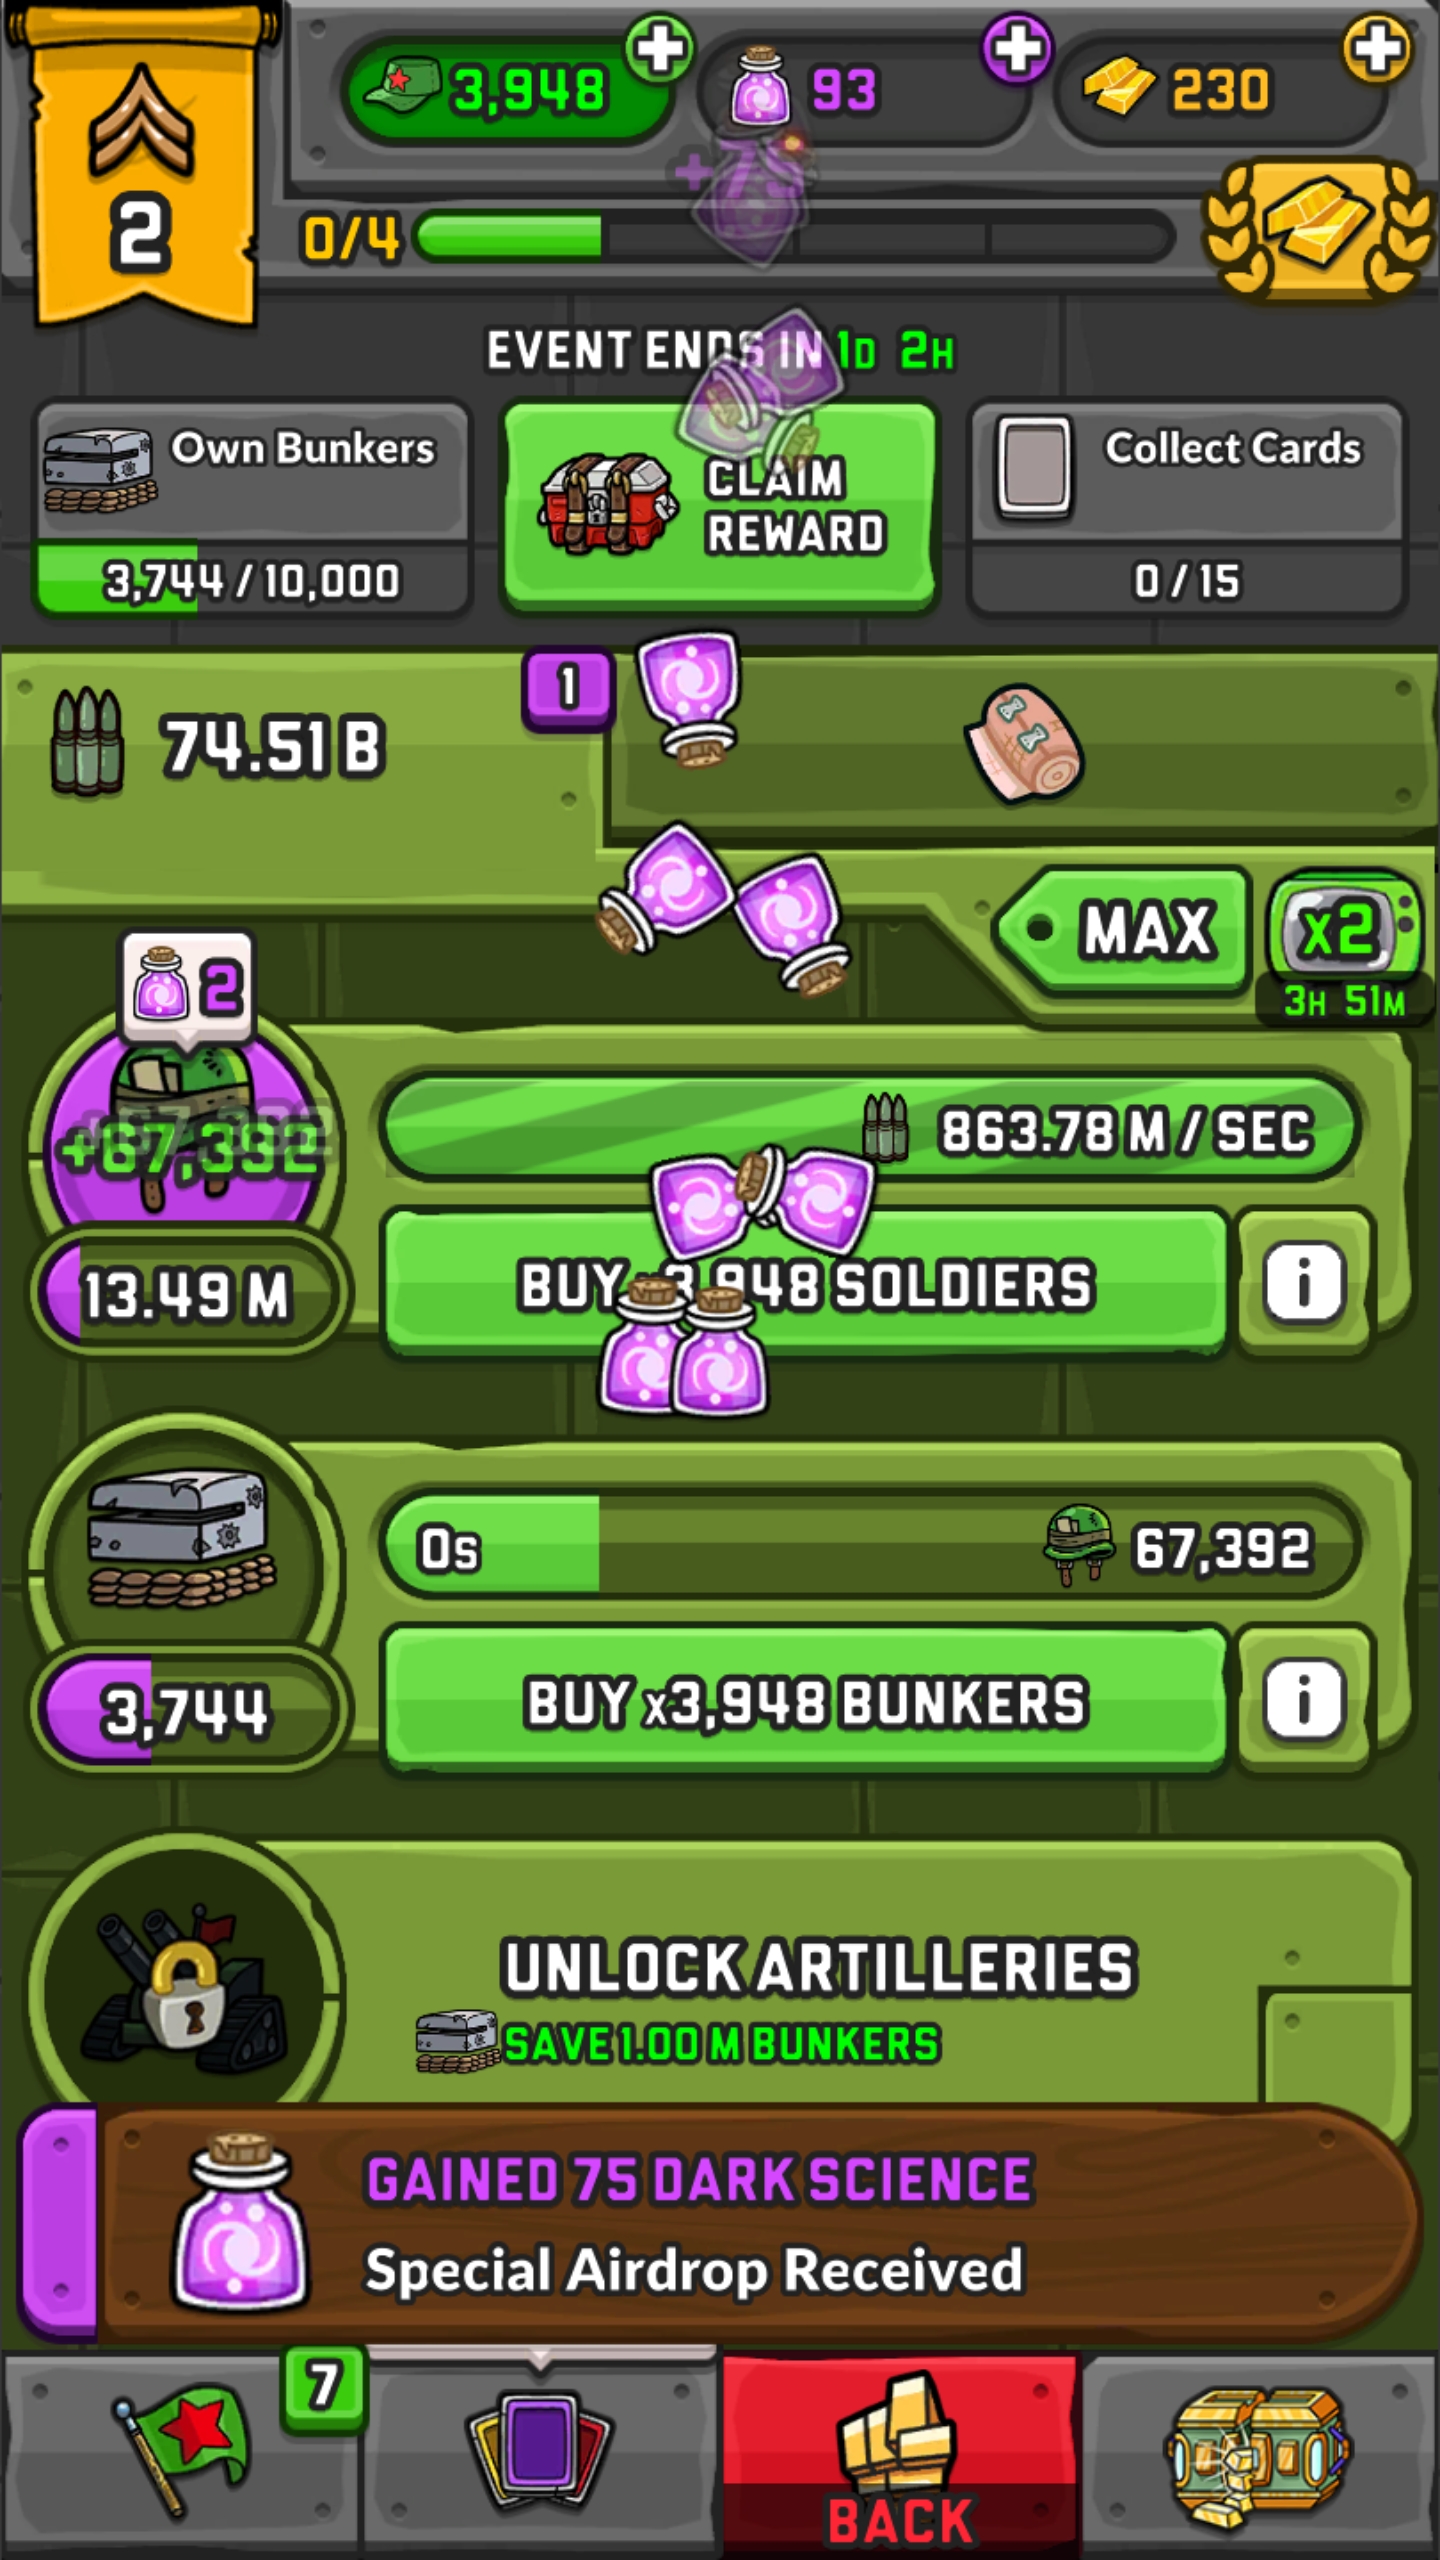 3,948
93
230
2
0/4
EVENT ENDS IN 1D 2H
Own Bunkers
3,744 / 10,000
CLAIM
REWARD
Collect Cards
0 / 15
74.51 B
1
MAX
x2
3H 51M
2
+67,392
863.78 M / SEC
13.49 M
BUY x3,948 SOLDIERS
0s
67,392
3,744
BUY x3,948 BUNKERS
UNLOCK ARTILLERIES
SAVE 1.00 M BUNKERS
GAINED 75 DARK SCIENCE
Special Airdrop Received
7
BACK